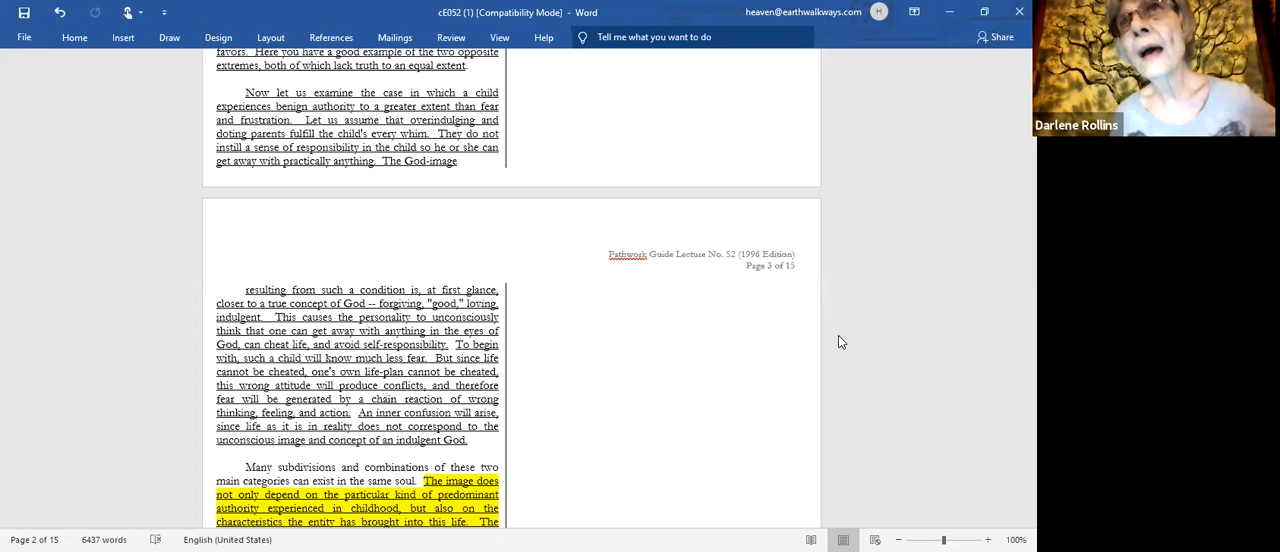 cE052 (1) [Compatibility Mode] - Word
heaven@earthwalkways.com
H
File
Home
Insert
Draw
Design
Layout
References
Mailings
Review
View
Help
Tell me what you want to do
Share
favors. Here you have a good example of the two opposite
extremes, both of which lack truth to an equal extent.
Now let us examine the case in which a child
experiences benign authority to a greater extent than fear
and frustration. Let us assume that overindulging and
doting parents fulfill the child's every whim. They do not
instill a sense of responsibility in the child so he or she can
get away with practically anything. The God-image
Pathwork Guide Lecture No. 52 (1996 Edition)
Page 3 of 15
resulting from such a condition is, at first glance,
closer to a true concept of God -- forgiving, "good," loving,
indulgent. This causes the personality to unconsciously
think that one can get away with anything in the eyes of
God, can cheat life, and avoid self-responsibility. To begin
with, such a child will know much less fear. But since life
cannot be cheated, one's own life-plan cannot be cheated,
this wrong attitude will produce conflicts, and therefore
fear will be generated by a chain reaction of wrong
thinking, feeling, and action. An inner confusion will arise,
since life as it is in reality does not correspond to the
unconscious image and concept of an indulgent God.
Many subdivisions and combinations of these two
main categories can exist in the same soul. The image does
not only depend on the particular kind of predominant
authority experienced in childhood, but also on the
characteristics the entity has brought into this life. The
Page 2 of 15
6437 words
English (United States)
100%
Darlene Rollins